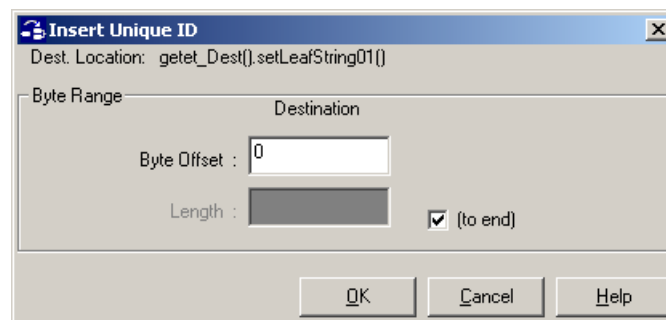 Insert Unique ID
Dest. Location: getet_Dest().setLeafString01()
Byte Range
Destination
Byte Offset : 0
Length :
(to end)
OK Cancel Help